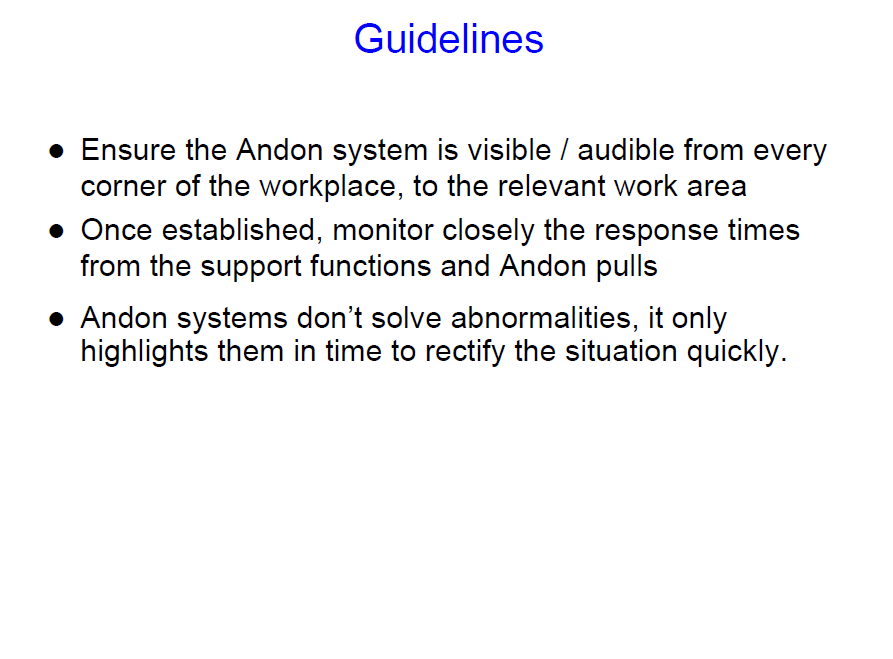 Guidelines
● Ensure the Andon system is visible / audible from every
corner of the workplace, to the relevant work area
● Once established, monitor closely the response times
from the support functions and Andon pulls
● Andon systems don’t solve abnormalities, it only
highlights them in time to rectify the situation quickly.